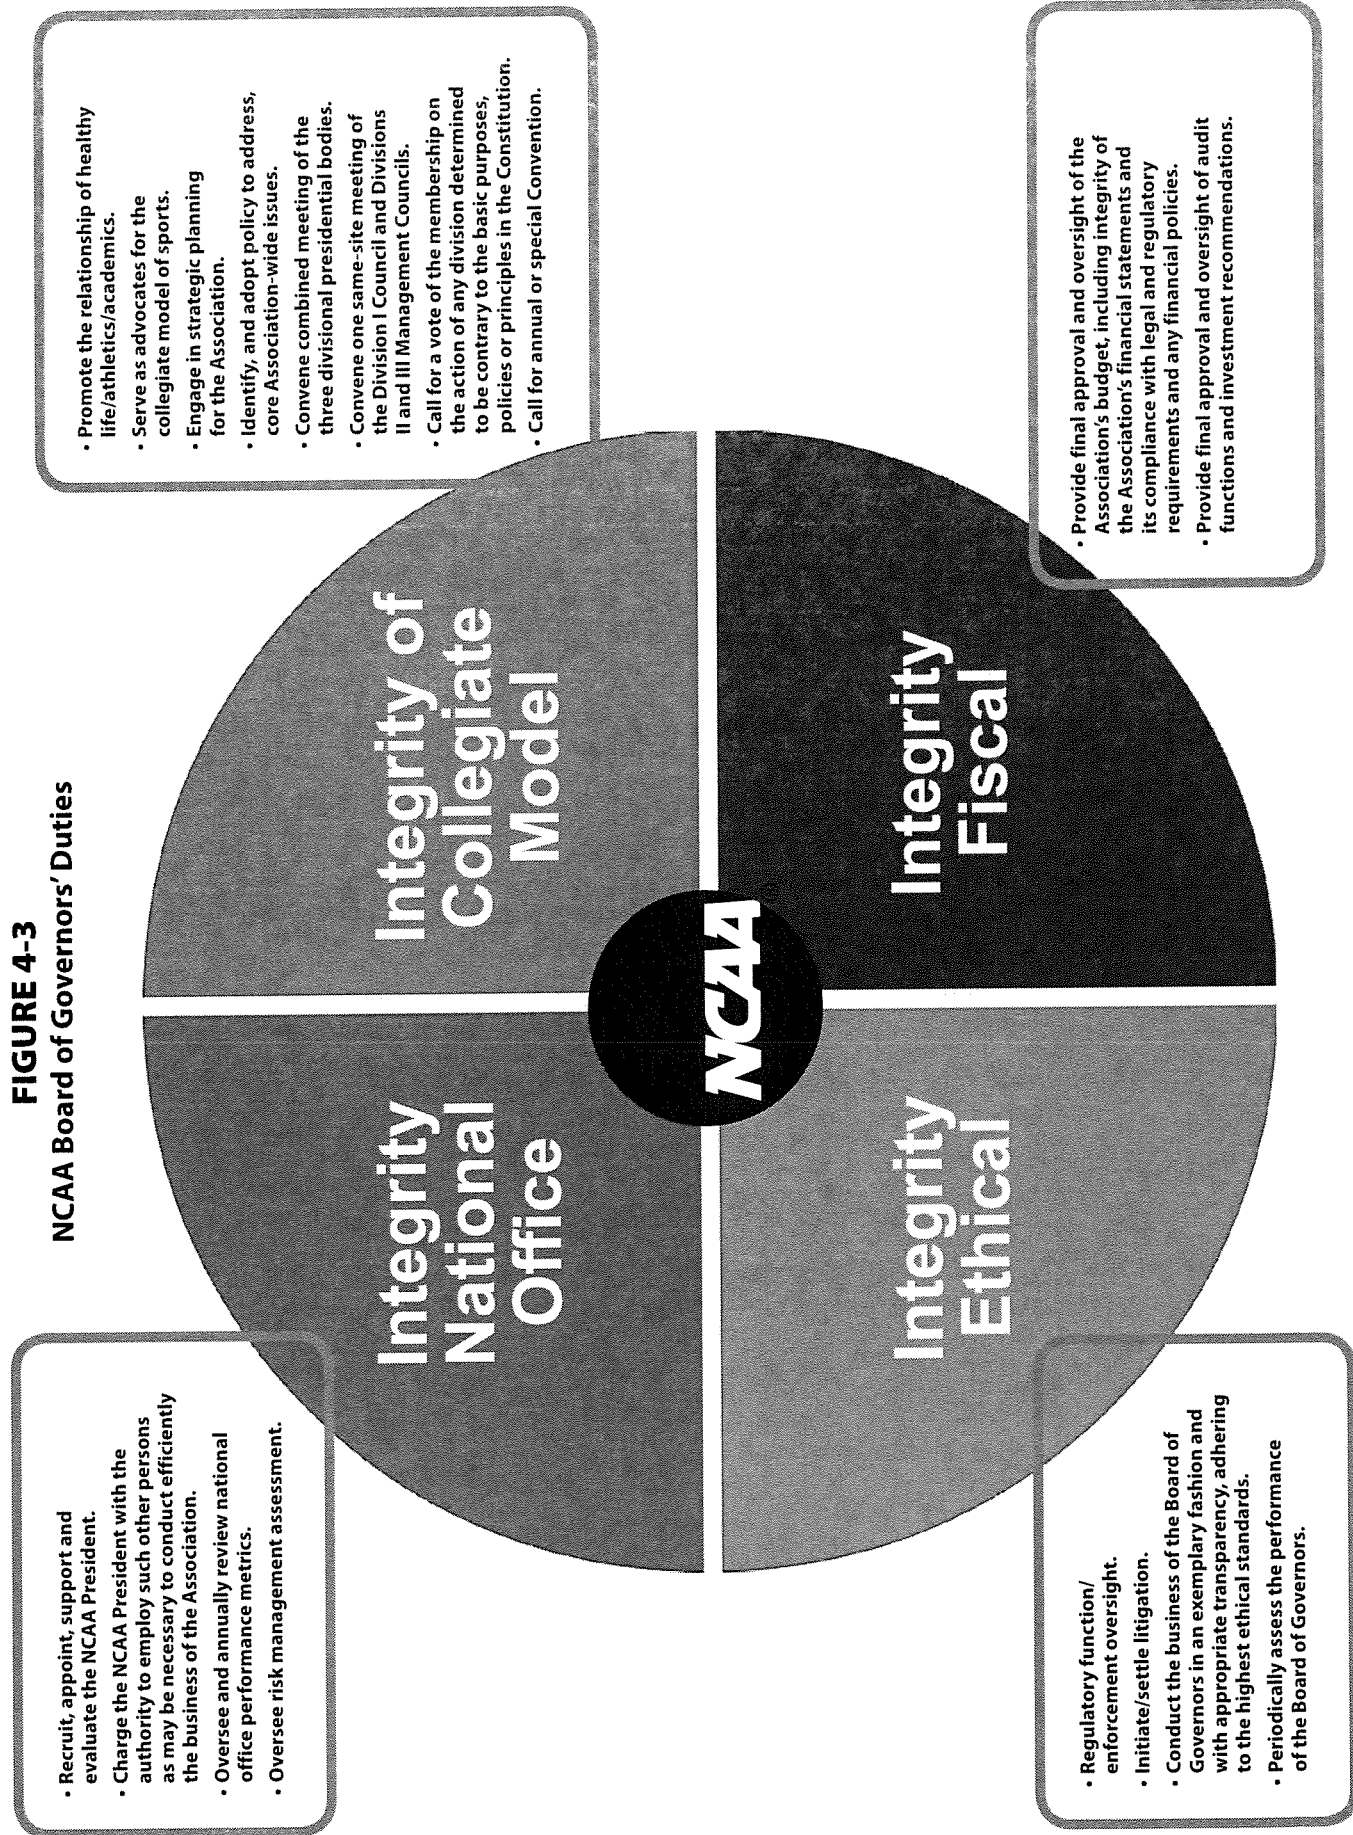 FIGURE 4-3
NCAA Board of Governors' Duties
• Recruit, appoint, support and
evaluate the NCAA President.
• Charge the NCAA President with the
authority to employ such other persons
as may be necessary to conduct efficiently
the business of the Association.
• Oversee and annually review national
office performance metrics.
• Oversee risk management assessment.
Integrity
National
Office
Integrity of
Collegiate
Model
• Promote the relationship of healthy
life/athletics/academics.
• Serve as advocates for the
collegiate model of sports.
• Engage in strategic planning
for the Association.
• Identify, and adopt policy to address,
core Association-wide issues.
• Convene combined meeting of the
three divisional presidential bodies.
• Convene one same-site meeting of
the Division I Council and Divisions
II and III Management Councils.
• Call for a vote of the membership on
the action of any division determined
to be contrary to the basic purposes,
policies or principles in the Constitution.
• Call for annual or special Convention.
NCAA
• Regulatory function/
enforcement oversight.
• Initiate/settle litigation.
• Conduct the business of the Board of
Governors in an exemplary fashion and
with appropriate transparency, adhering
to the highest ethical standards.
• Periodically assess the performance
of the Board of Governors.
Integrity
Ethical
Integrity
Fiscal
• Provide final approval and oversight of the
Association's budget, including integrity of
the Association's financial statements and
its compliance with legal and regulatory
requirements and any financial policies.
• Provide final approval and oversight of audit
functions and investment recommendations.